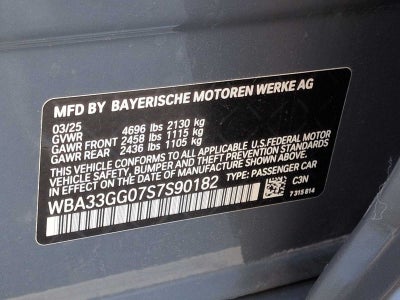 MFD BY BAYERISCHE MOTOREN WERKE AG
03/25 4696 lbs 2130 kg
GVWR
GAWR FRONT 2458 lbs 1115 kg
GAWR REAR 2436 lbs 1105 kg
THIS VEHICLE CONFORMS TO ALL APPLICABLE U.S. FEDERAL MOTOR
VEHICLE SAFETY, BUMPER, AND THEFT PREVENTION STANDARDS
IN EFFECT ON THE DATE OF MANUFACTURE SHOWN ABOVE.
WBA33GG07S7S90182 TYPE: PASSENGER CAR
C3N
7 315 614